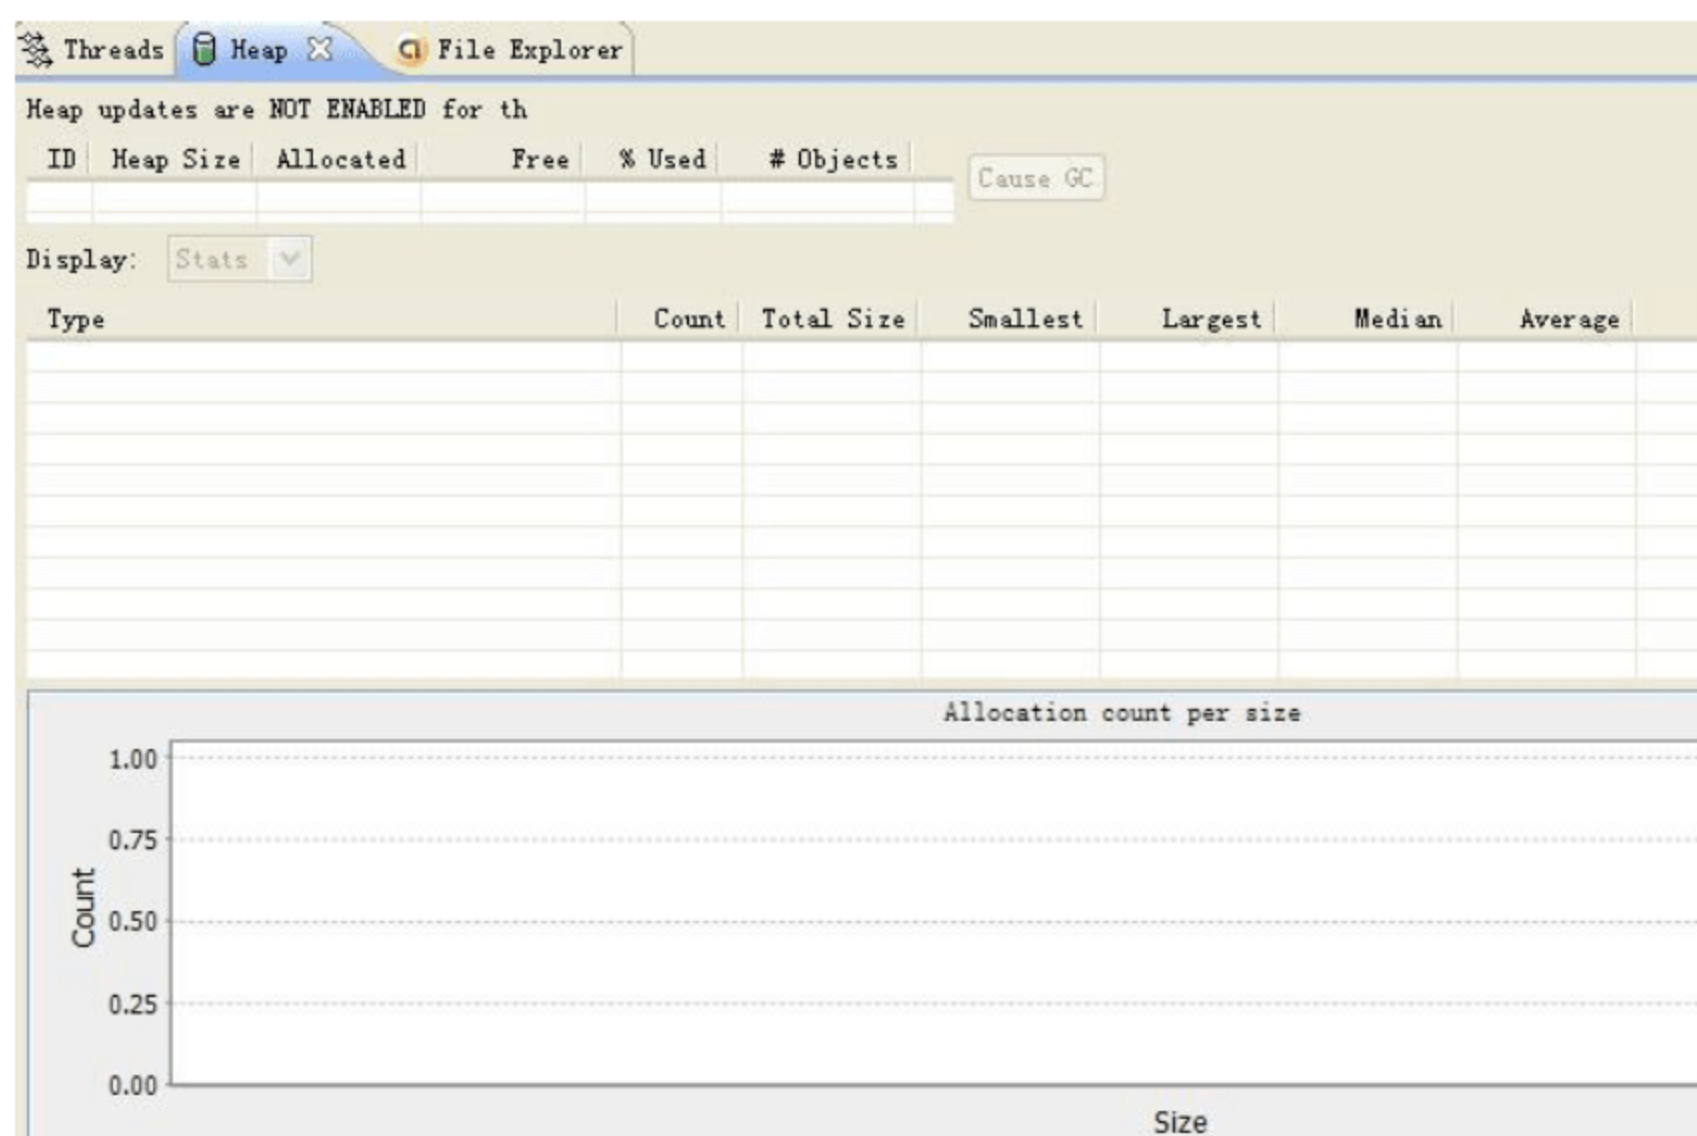 Threads Heap File Explorer
Heap updates are NOT ENABLED for th
ID Heap Size Allocated Free % Used # Objects
Cause GC
Display: Stats
Type Count Total Size Smallest Largest Median Average
Allocation count per size
1.00
0.75
0.50
0.25
0.00
Count
Size